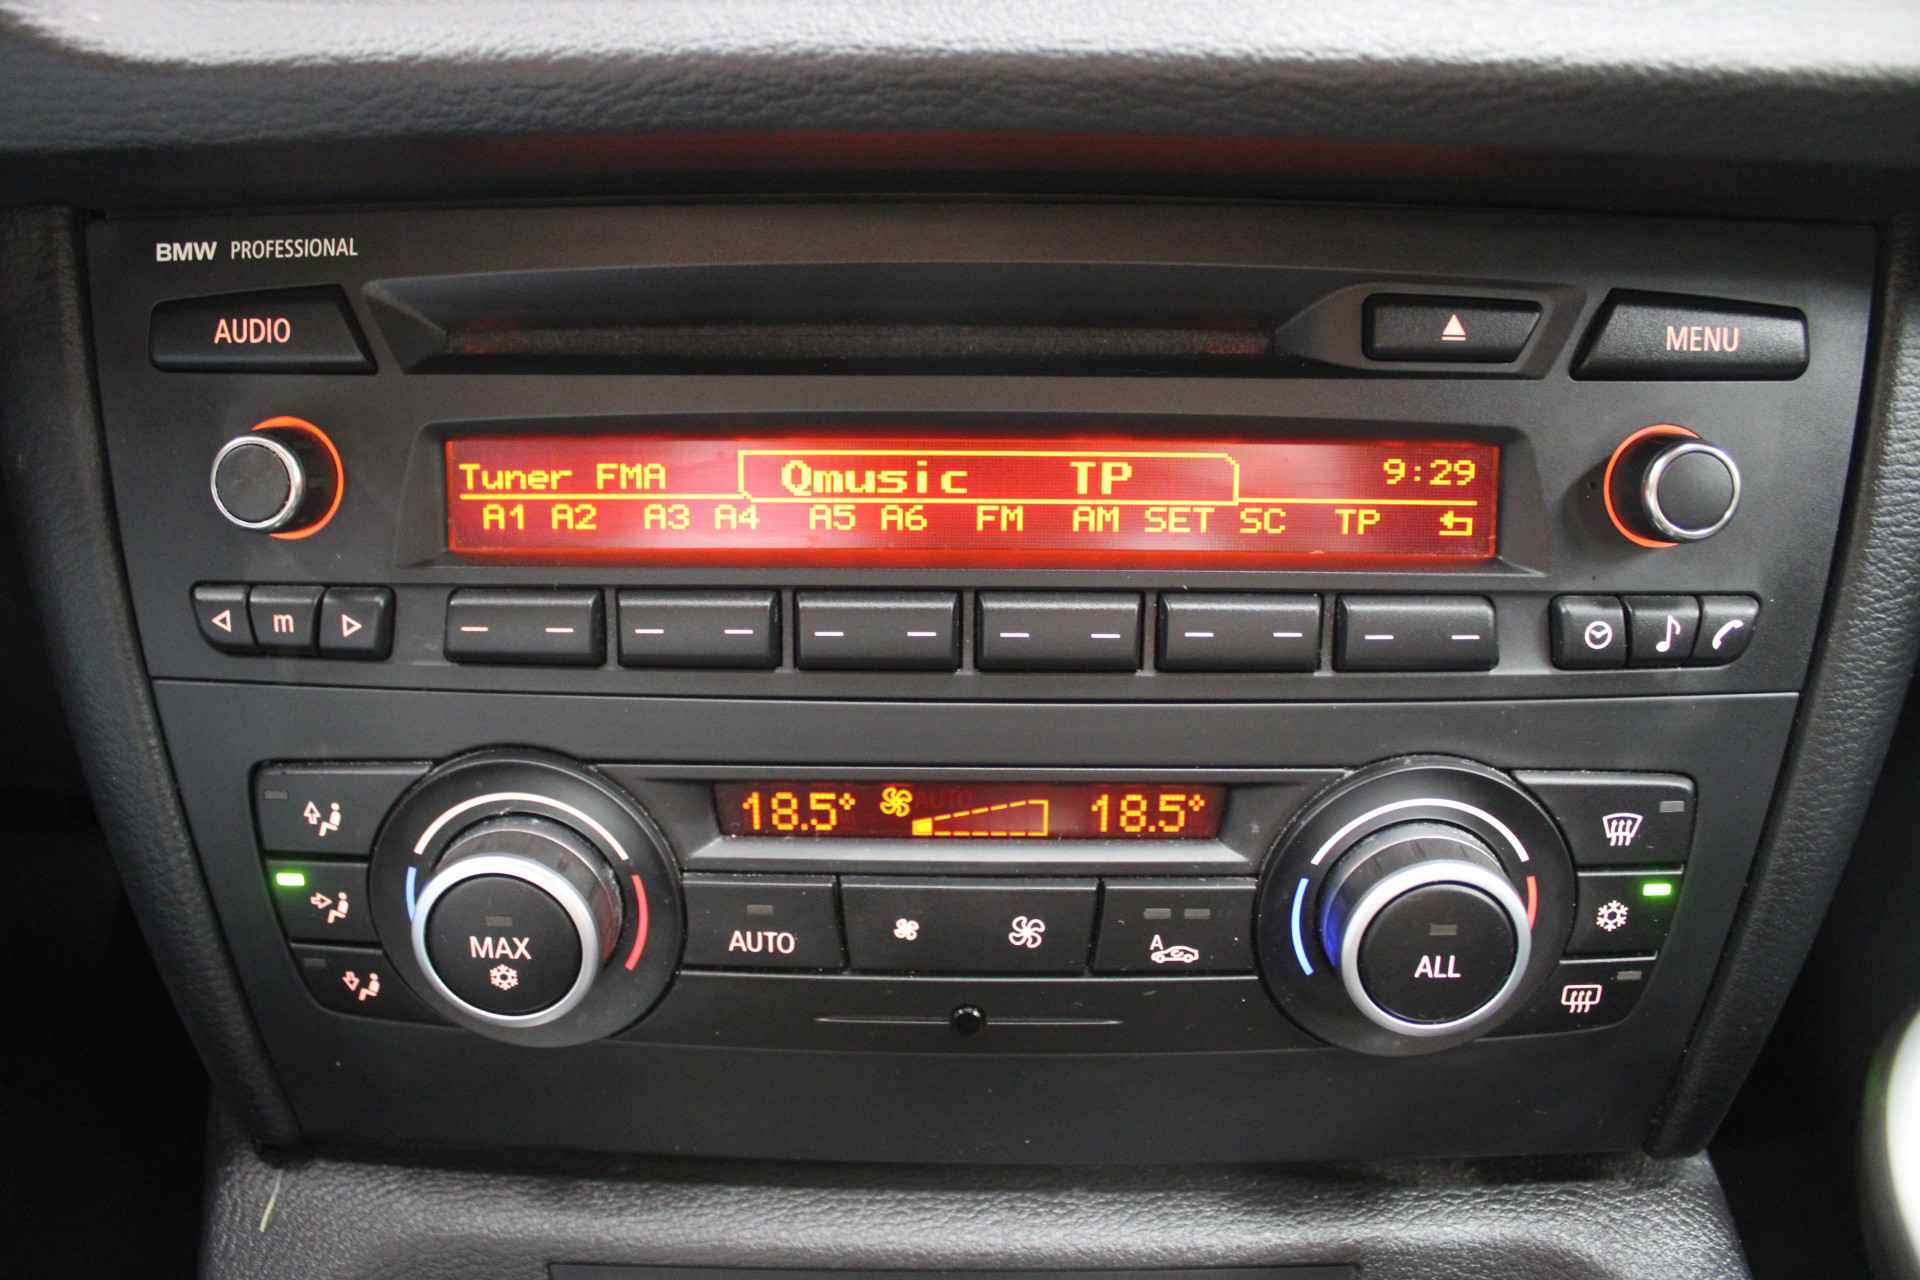 BMW PROFESSIONAL
AUDIO
MENU
Tuner FMA Qmusic TP 9:29
A1 A2 A3 A4 A5 A6 FM AM SET SC TP
m
18.5° AUTO 18.5°
AUTO
A
MAX
ALL